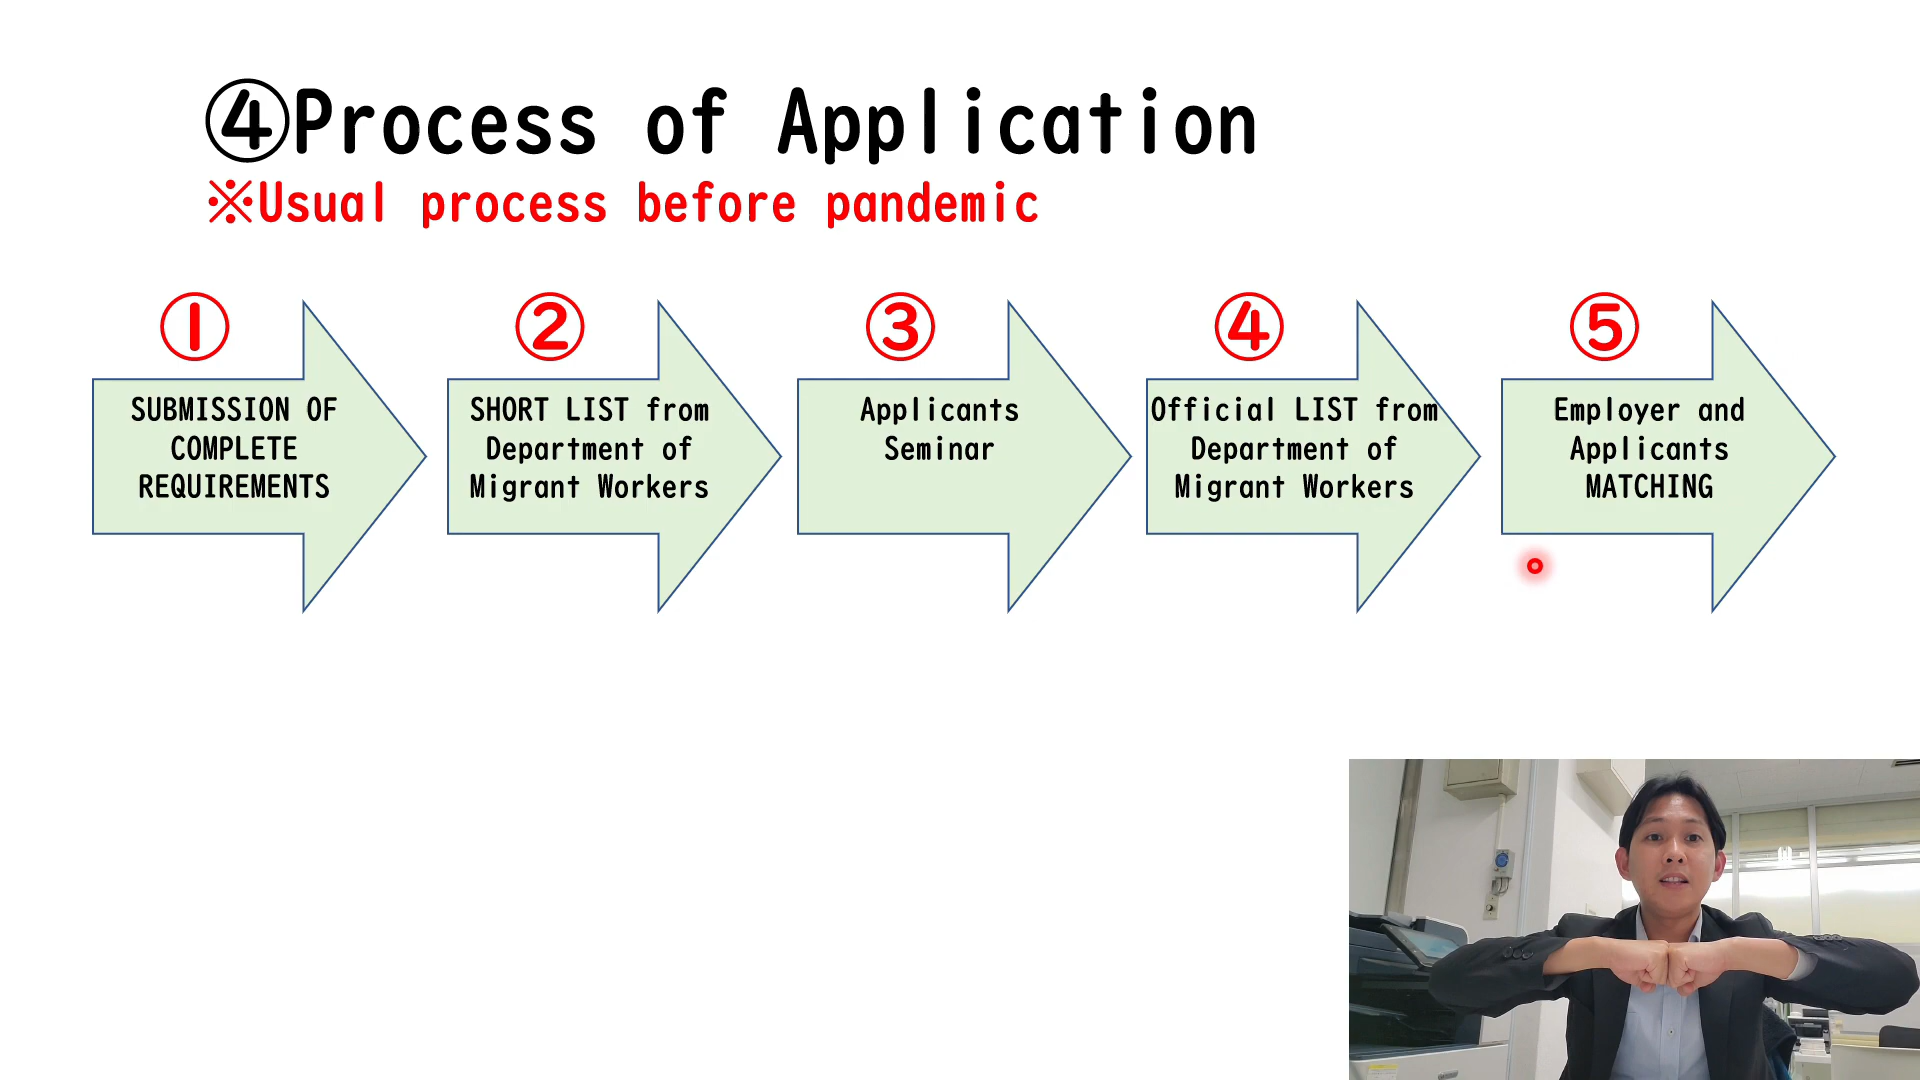 ④Process of Application
※Usual process before pandemic
①
SUBMISSION OF
COMPLETE
REQUIREMENTS
②
SHORT LIST from
Department of
Migrant Workers
③
Applicants
Seminar
④
Official LIST from
Department of
Migrant Workers
⑤
Employer and
Applicants
MATCHING